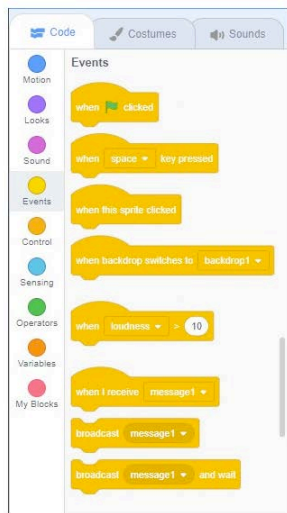 Code Costumes Sounds
Events
Motion
Looks
Sound
Events
Control
Sensing
Operators
Variables
My Blocks
when clicked
when space key pressed
when this sprite clicked
when backdrop switches to backdrop1
when loudness > 10
when I receive message1
broadcast message1
broadcast message1 and wait